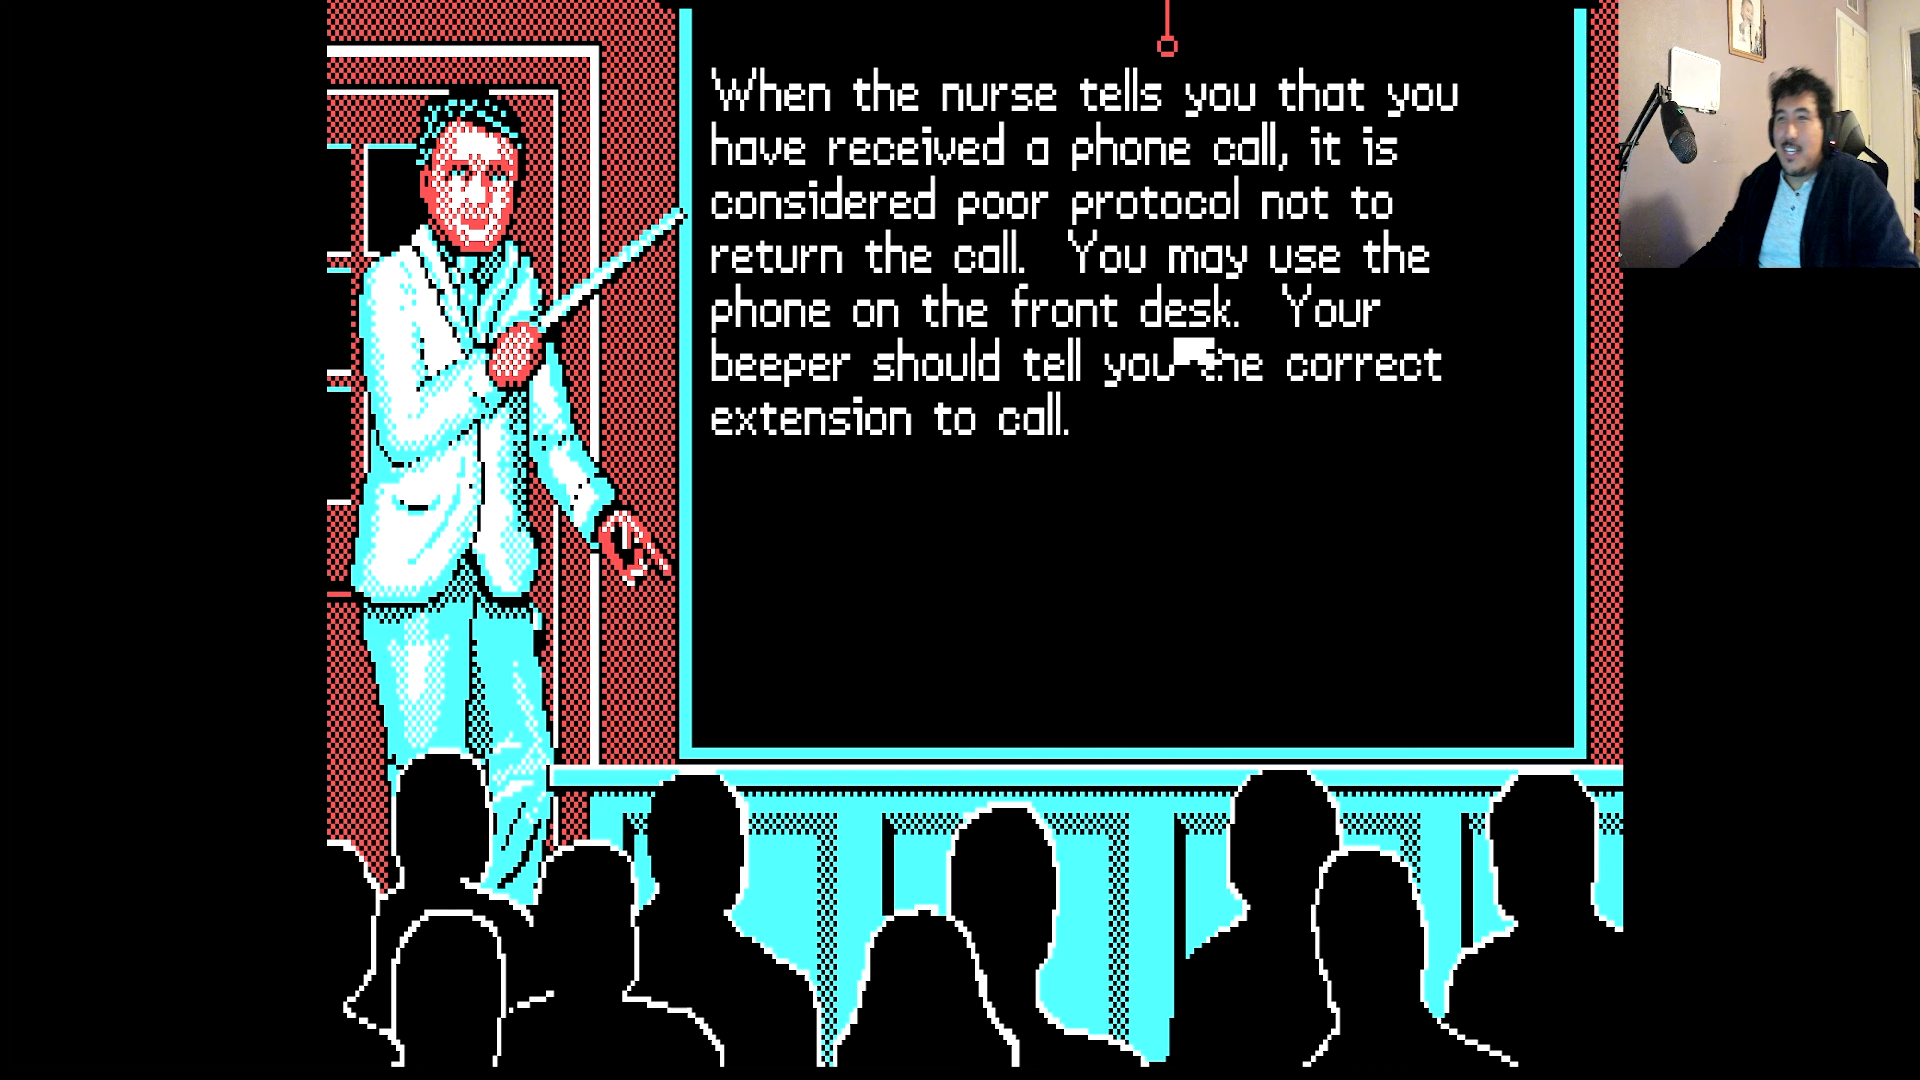 When the nurse tells you that you
have received a phone call, it is
considered poor protocol not to
return the call.  You may use the
phone on the front desk.  Your
beeper should tell you the correct
extension to call.